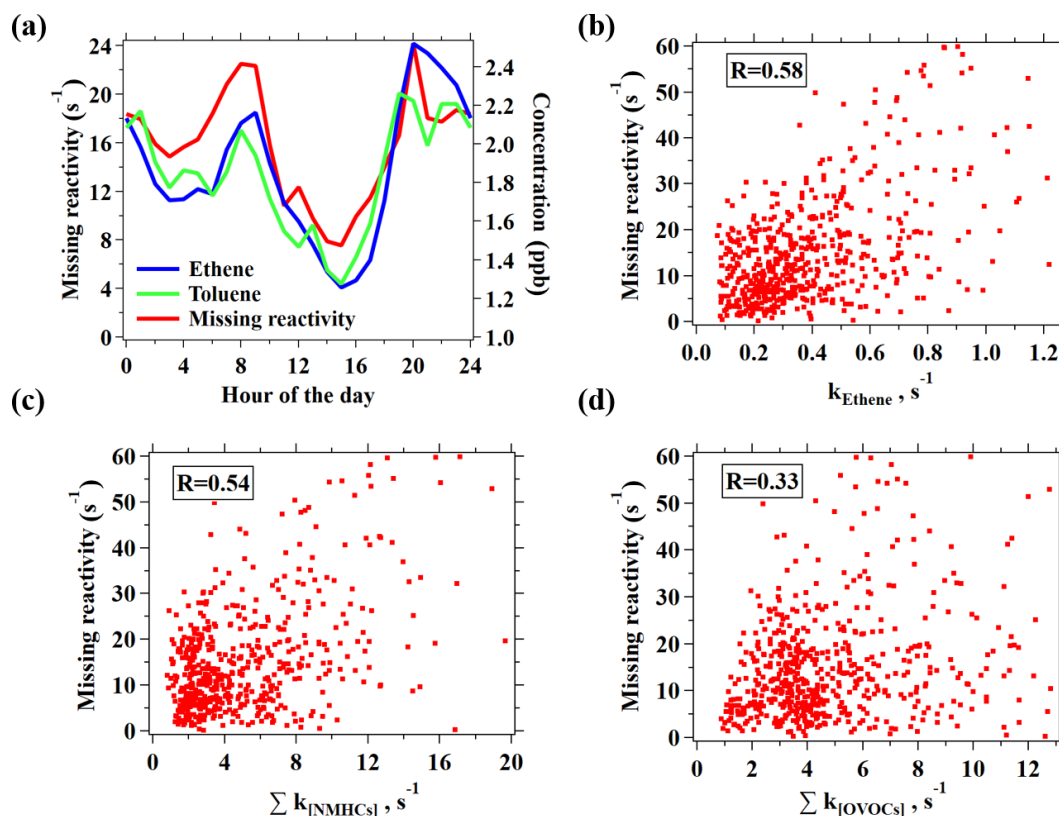 (a)
24
20
16
12
8
4
0
Missing reactivity (s⁻¹)
2.4
2.2
2.0
1.8
1.6
1.4
1.2
1.0
Concentration (ppb)
Ethene
Toluene
Missing reactivity
0 4 8 12 16 20 24
Hour of the day
(b)
R=0.58
60
50
40
30
20
10
0
Missing reactivity (s⁻¹)
0.0 0.2 0.4 0.6 0.8 1.0 1.2
k_Ethene , s⁻¹
(c)
R=0.54
60
50
40
30
20
10
0
Missing reactivity (s⁻¹)
0 4 8 12 16 20
∑ k_[NMHCs] , s⁻¹
(d)
R=0.33
60
50
40
30
20
10
0
Missing reactivity (s⁻¹)
0 2 4 6 8 10 12
∑ k_[OVOCs] , s⁻¹